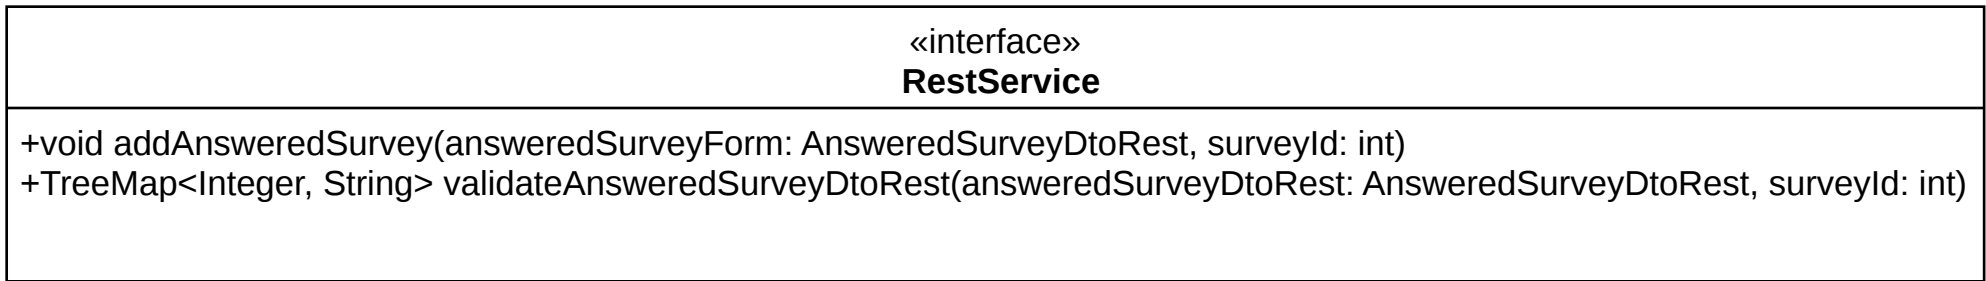 «interface»
RestService
+void addAnsweredSurvey(answeredSurveyForm: AnsweredSurveyDtoRest, surveyId: int)
+TreeMap<Integer, String> validateAnsweredSurveyDtoRest(answeredSurveyDtoRest: AnsweredSurveyDtoRest, surveyId: int)